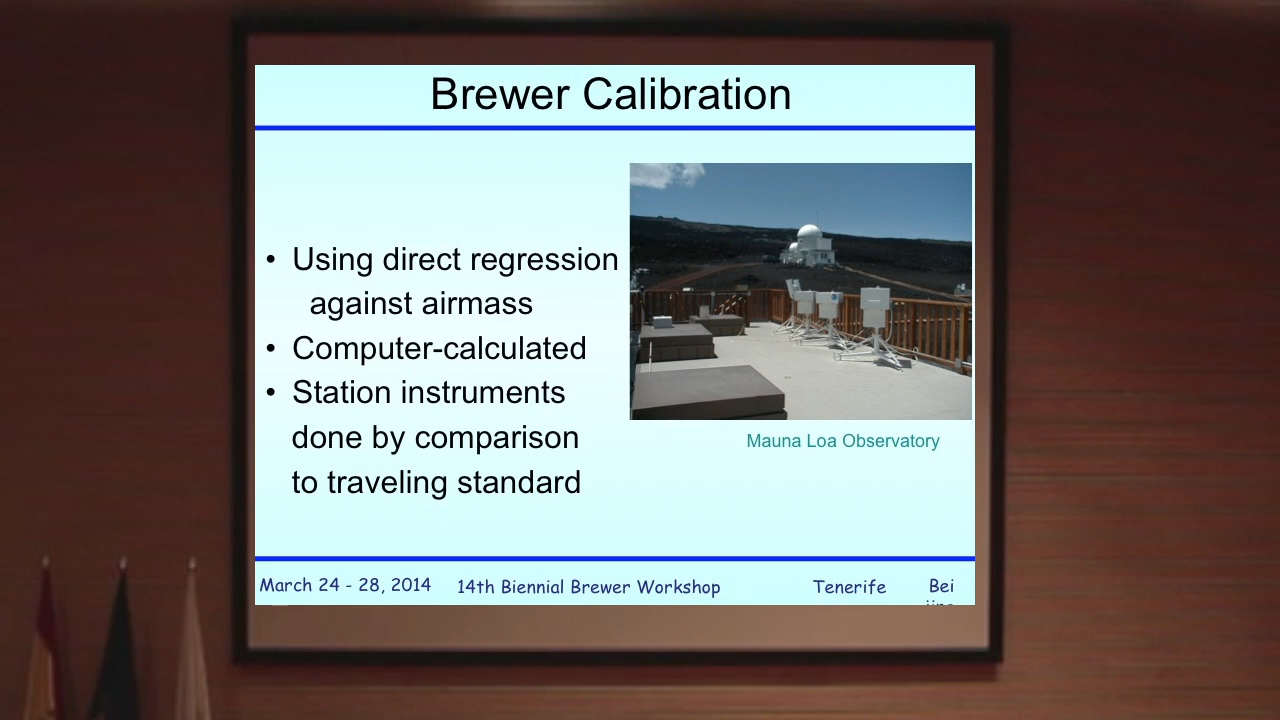 Brewer Calibration
• Using direct regression
against airmass
• Computer-calculated
• Station instruments
done by comparison
to traveling standard
Mauna Loa Observatory
March 24 - 28, 2014 14th Biennial Brewer Workshop Tenerife Bei